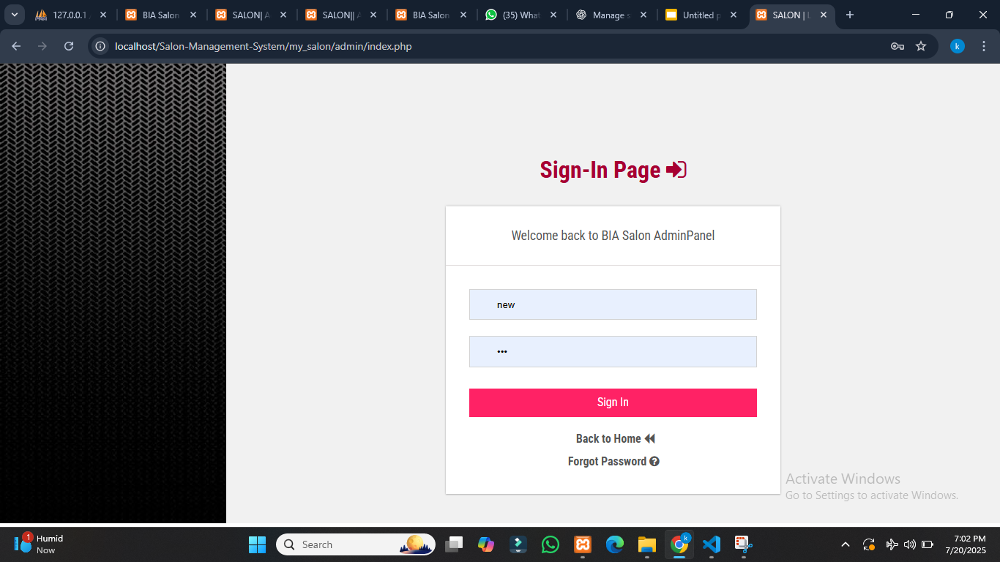 127.0.0.1
BIA Salon
SALON| A
SALON|| A
BIA Salon
(35) What
Manage s
Untitled p
SALON | L
localhost/Salon-Management-System/my_salon/admin/index.php
k
Sign-In Page
Welcome back to BIA Salon AdminPanel
new
•••
Sign In
Back to Home
Forgot Password
Activate Windows
Go to Settings to activate Windows.
1
Humid
Now
Search
k
7:02 PM
7/20/2025